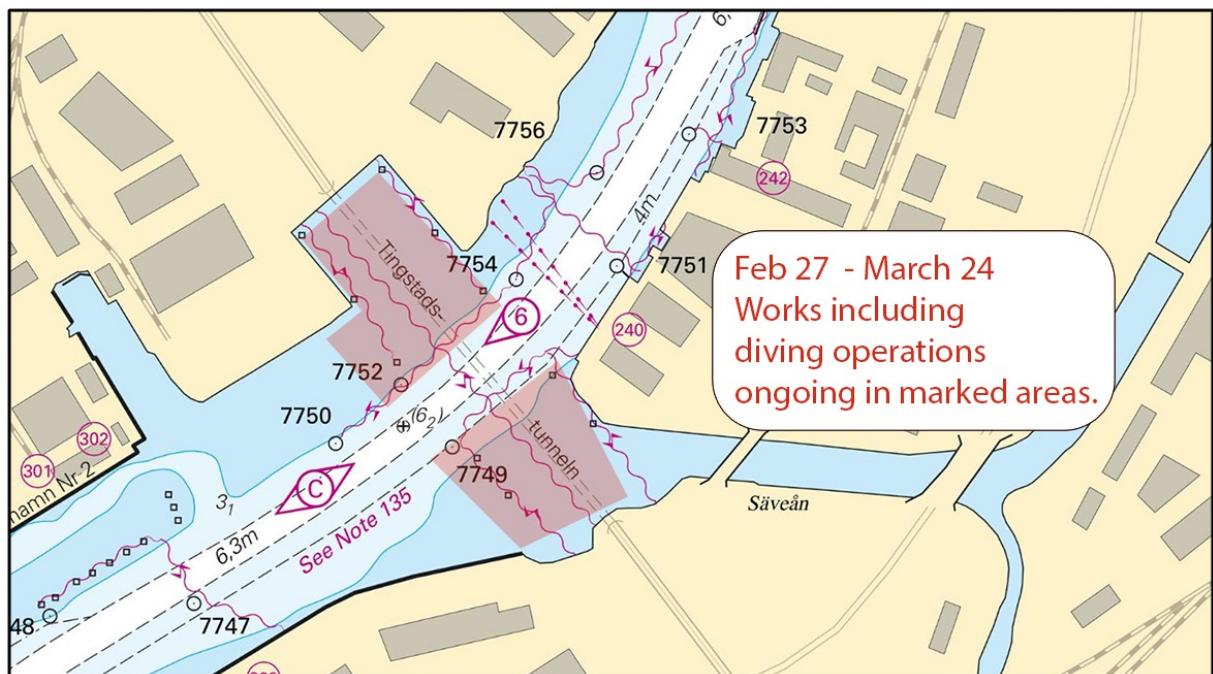 6,
7756
7753
242
4m
Tingstads-
7754
7751
6
240
Feb 27 - March 24
Works including
diving operations
ongoing in marked areas.
7752
7750
(6₂)
tunneln
302
301
hamn Nr-2
7749
C
3₁
Säveån
6,3m
See Note 135
48
7747